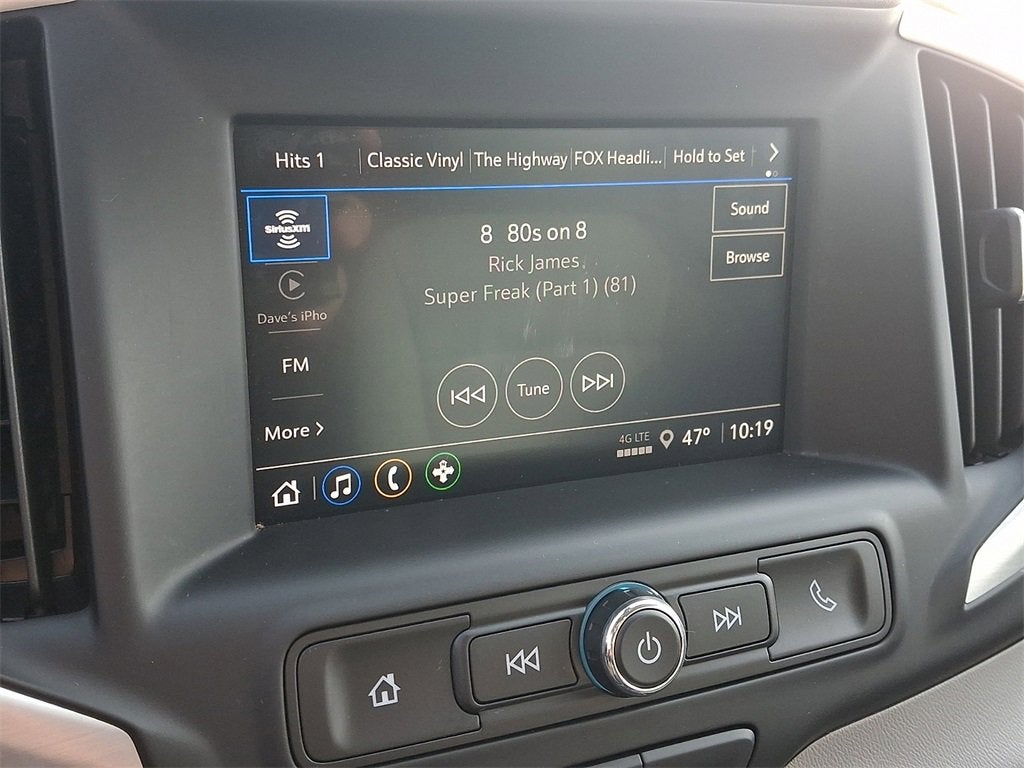 Hits 1
Classic Vinyl
The Highway
FOX Headli...
Hold to Set
SiriusXM
8 80s on 8
Rick James
Super Freak (Part 1) (81)
Sound
Browse
Dave's iPho
FM
More
Tune
4G LTE
47°
10:19